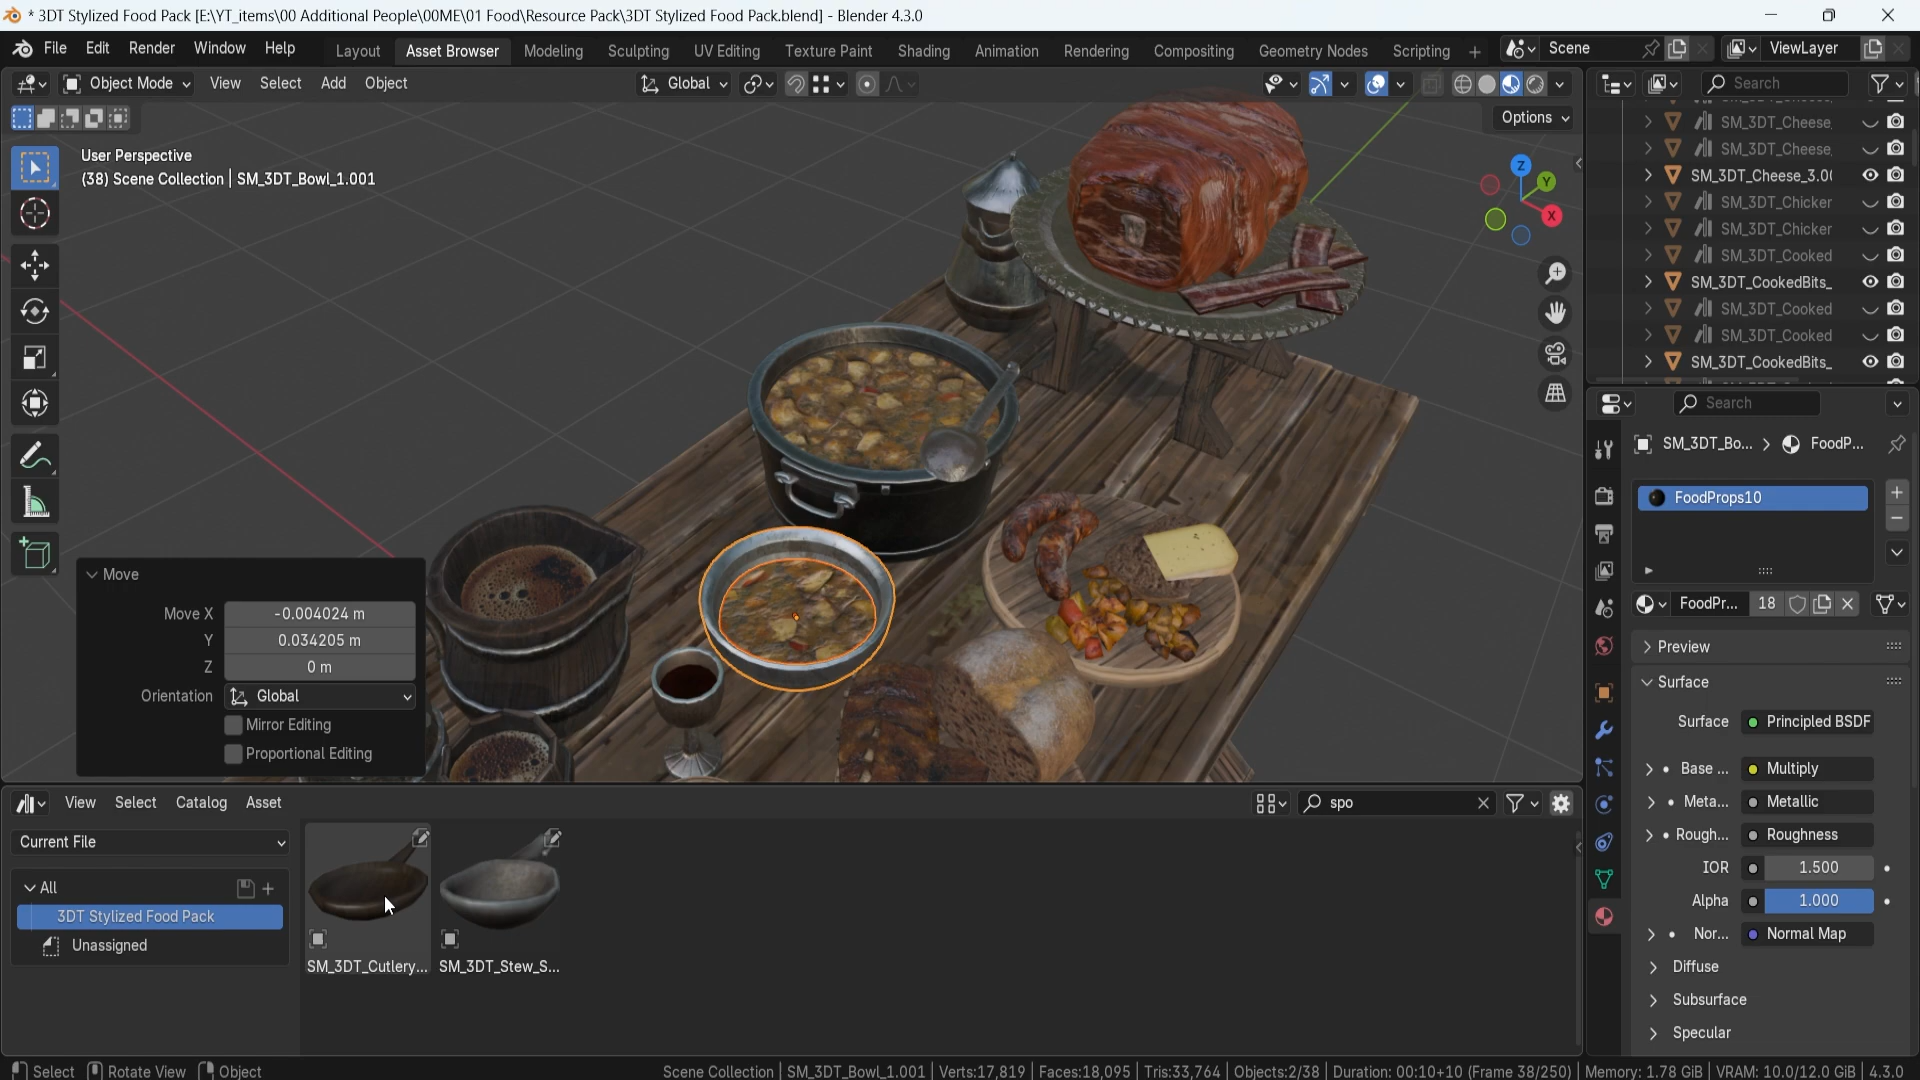 * 3DT Stylized Food Pack [E:\YT_items\00 Additional People\00ME\01 Food\Resource Pack\3DT Stylized Food Pack.blend] - Blender 4.3.0
File Edit Render Window Help Layout Asset Browser Modeling Sculpting UV Editing Texture Paint Shading Animation Rendering Compositing Geometry Nodes Scripting + Scene ViewLayer
Object Mode View Select Add Object Global Search
Options
User Perspective
(38) Scene Collection | SM_3DT_Bowl_1.001
Z
Y
X
SM_3DT_Cheese
SM_3DT_Cheese
SM_3DT_Cheese_3.0
SM_3DT_Chicker
SM_3DT_Chicker
SM_3DT_Cooked
SM_3DT_CookedBits_
SM_3DT_Cooked
SM_3DT_Cooked
SM_3DT_CookedBits_
Search
SM_3DT_Bo... > FoodP...
FoodProps10
FoodPr... 18
Preview
Surface
Surface Principled BSDF
Base ... Multiply
Meta... Metallic
Rough... Roughness
IOR 1.500
Alpha 1.000
Nor... Normal Map
Diffuse
Subsurface
Specular
Move
Move X -0.004024 m
Y 0.034205 m
Z 0 m
Orientation Global
Mirror Editing
Proportional Editing
View Select Catalog Asset spo
Current File
All
3DT Stylized Food Pack
Unassigned
SM_3DT_Cutlery... SM_3DT_Stew_S...
Select Rotate View Object Scene Collection | SM_3DT_Bowl_1.001 | Verts:17,819 | Faces:18,095 | Tris:33,764 | Objects:2/38 | Duration: 00:10+10 (Frame 38/250) | Memory: 1.78 GiB | VRAM: 10.0/12.0 GiB | 4.3.0